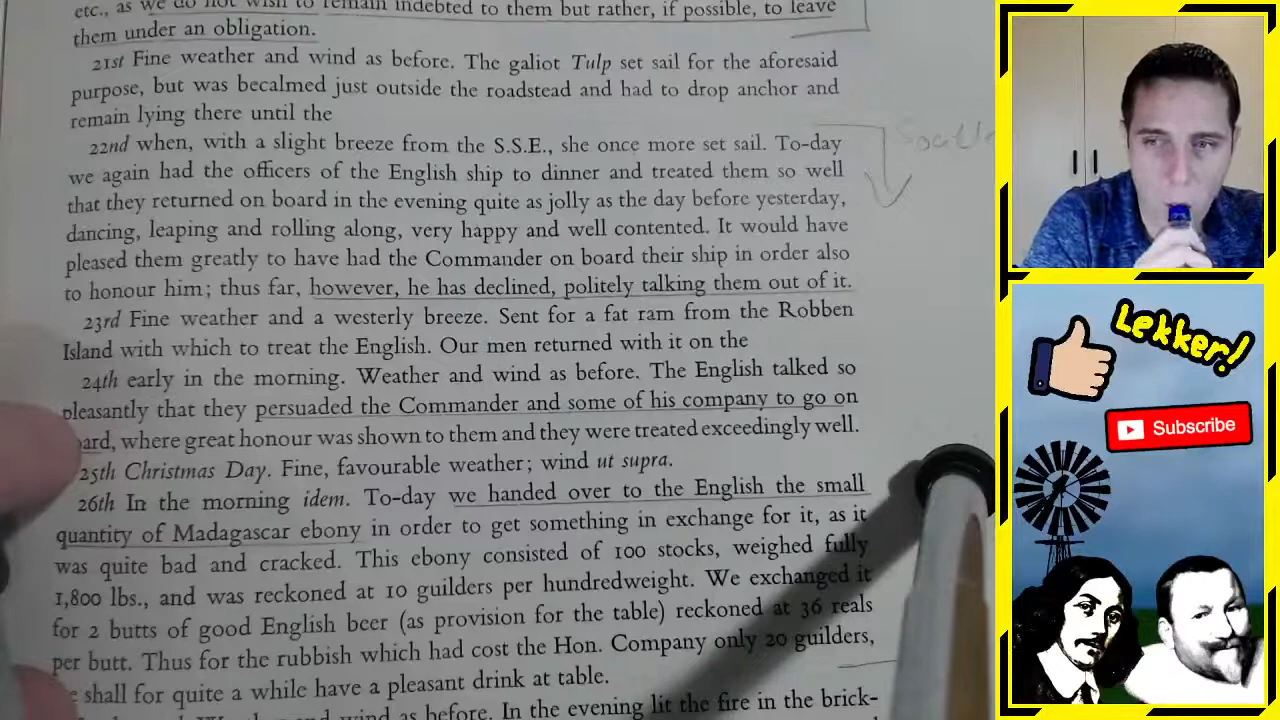 etc., as we do not wish to remain indebted to them but rather, if possible, to leave
them under an obligation.
21st Fine weather and wind as before. The galiot Tulp set sail for the aforesaid
purpose, but was becalmed just outside the roadstead and had to drop anchor and
remain lying there until the
22nd when, with a slight breeze from the S.S.E., she once more set sail. To-day
we again had the officers of the English ship to dinner and treated them so well
that they returned on board in the evening quite as jolly as the day before yesterday,
dancing, leaping and rolling along, very happy and well contented. It would have
pleased them greatly to have had the Commander on board their ship in order also
to honour him; thus far, however, he has declined, politely talking them out of it.
23rd Fine weather and a westerly breeze. Sent for a fat ram from the Robben
Island with which to treat the English. Our men returned with it on the
24th early in the morning. Weather and wind as before. The English talked so
pleasantly that they persuaded the Commander and some of his company to go on
ard, where great honour was shown to them and they were treated exceedingly well.
25th Christmas Day. Fine, favourable weather; wind ut supra.
26th In the morning idem. To-day we handed over to the English the small
quantity of Madagascar ebony in order to get something in exchange for it, as it
was quite bad and cracked. This ebony consisted of 100 stocks, weighed fully
1,800 lbs., and was reckoned at 10 guilders per hundredweight. We exchanged it
for 2 butts of good English beer (as provision for the table) reckoned at 36 reals
per butt. Thus for the rubbish which had cost the Hon. Company only 20 guilders,
shall for quite a while have a pleasant drink at table.
and wind as before. In the evening lit the fire in the brick-
Lekker!
Subscribe